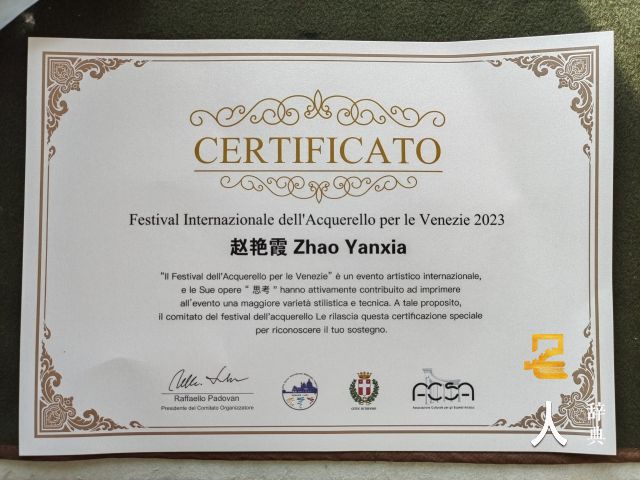 CERTIFICATO
Festival Internazionale dell'Acquerello per le Venezie 2023
赵艳霞 Zhao Yanxia
"Il Festival dell'Acquerello per le Venezie" è un evento artistico internazionale,
e le Sue opere " 思考 " hanno attivamente contribuito ad imprimere
all'evento una maggiore varietà stilistica e tecnica. A tale proposito,
il comitato del festival dell'acquerello Le rilascia questa certificazione speciale
per riconoscere il tuo sostegno.
Raffaello Padovan
Presidente del Comitato Organizzatore
ACSA
人 辞典